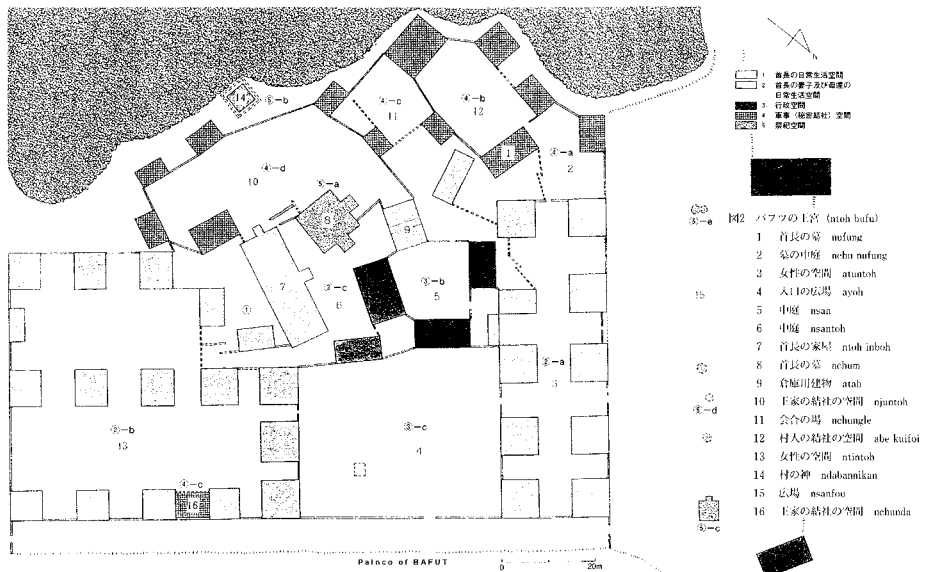 N
1 首長の日常生活空間
2 首長の妻子及び母達の
日常生活空間
3 行政空間
4 軍事（秘密結社）空間
5 祭祀空間
図2 バフツの王宮 (ntoh bufu)
1 首長の墓 nufung
2 墓の中庭 nchu nufung
3 女性の空間 atuntoh
4 入口の広場 ayoh
5 中庭 nsan
6 中庭 nsantoh
7 首長の家屋 ntoh inboh
8 首長の墓 nchum
9 倉庫用建物 atah
10 王家の結社の空間 njuntoh
11 会合の場 nchungle
12 村人の結社の空間 abe kuifoi
13 女性の空間 ntintoh
14 村の神 ndabannikan
15 広場 nsanfou
16 王家の結社の空間 nchunda
14 ⑤-b
④-c
11
④-b
12
1
④-a
2
④-d
10
⑤-a
8
9
⑤-e
7
③-c
6
③-b
5
①
15
②-a
3
②-b
13
③-c
4
⑤-d
④-c
16
⑤-c
Palace of BAFUT
0 20m